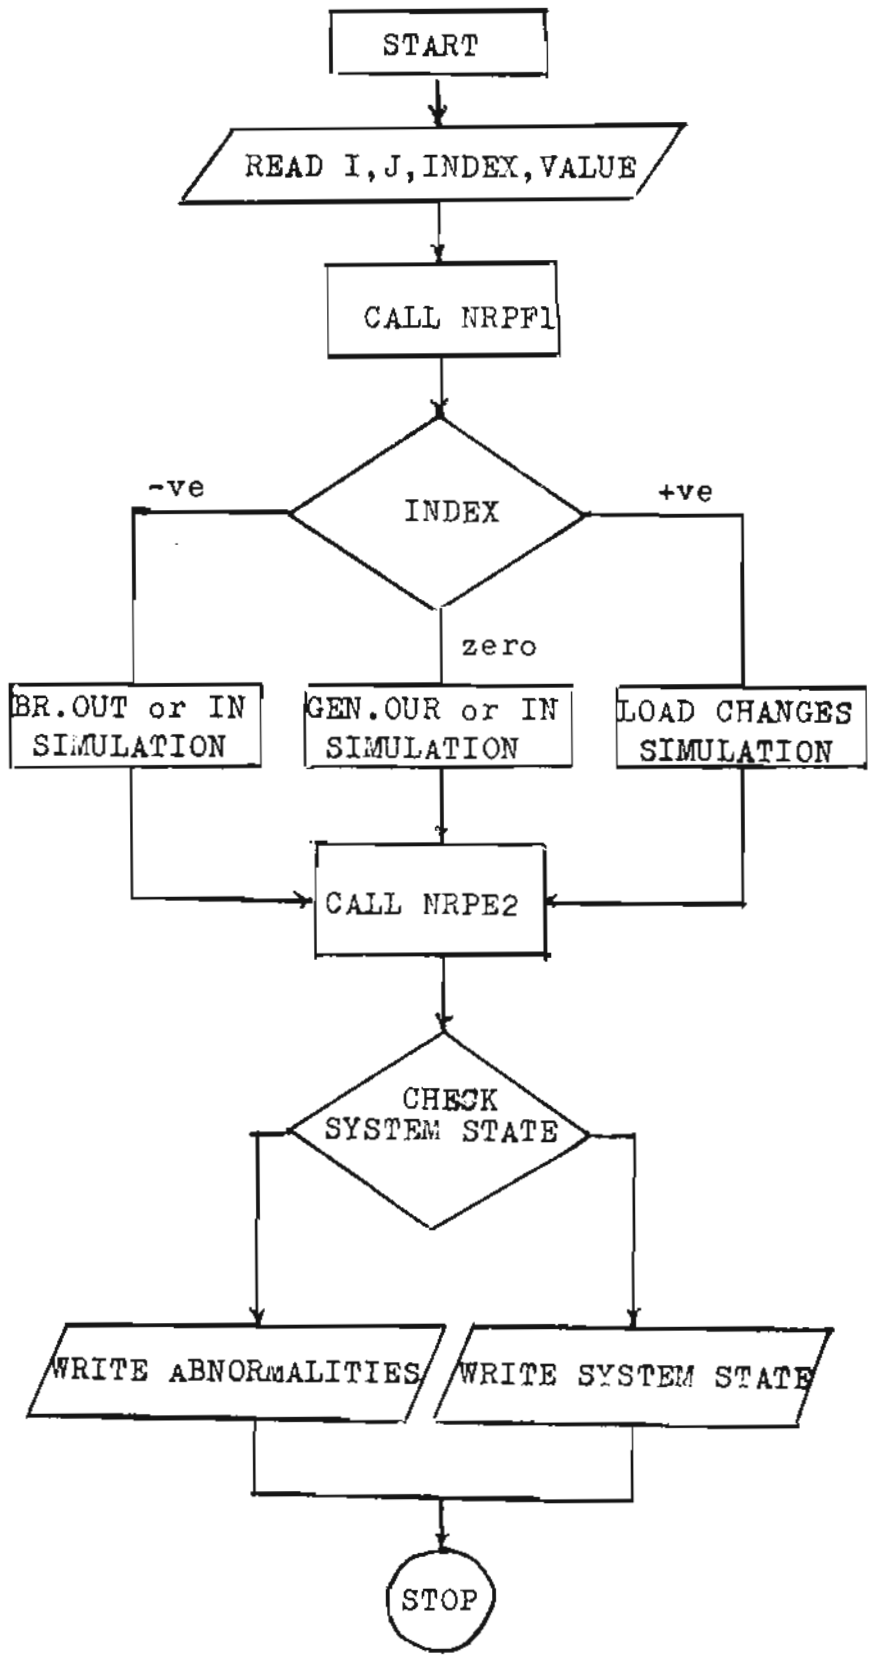 START
READ I,J,INDEX,VALUE
CALL NRPF1
-ve
+ve
INDEX
zero
BR.OUT or IN
SIMULATION
GEN.OUR or IN
SIMULATION
LOAD CHANGES
SIMULATION
CALL NRPE2
CHECK
SYSTEM STATE
WRITE ABNORMALITIES
WRITE SYSTEM STATE
STOP